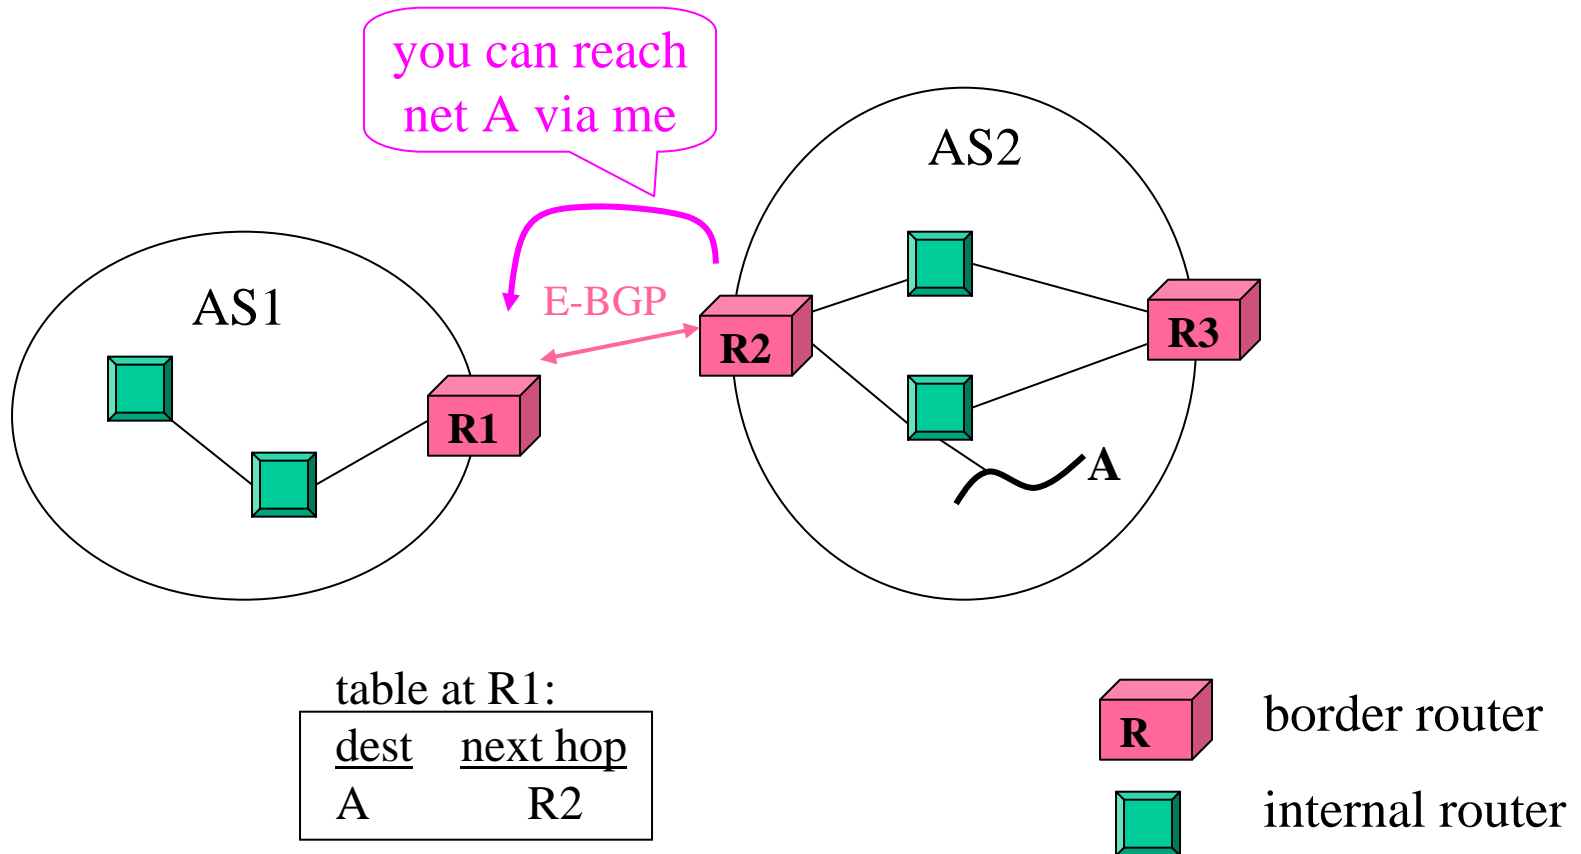 you can reach
net A via me
AS2
AS1
E-BGP
R2
R3
R1
A
table at R1:
dest next hop
A R2
R border router
internal router